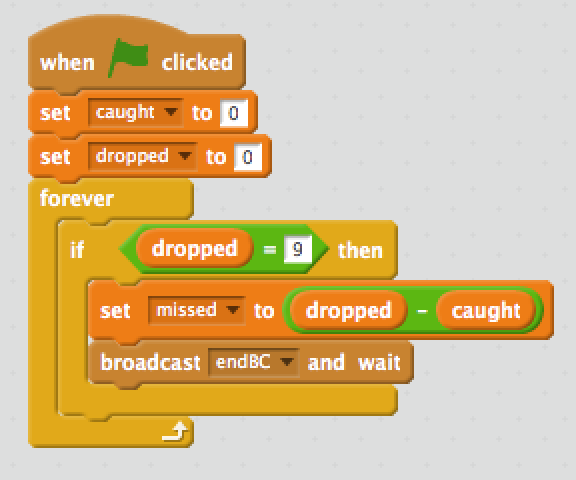 when clicked
set caught to 0
set dropped to 0
forever
if dropped = 9 then
set missed to dropped - caught
broadcast endBC and wait